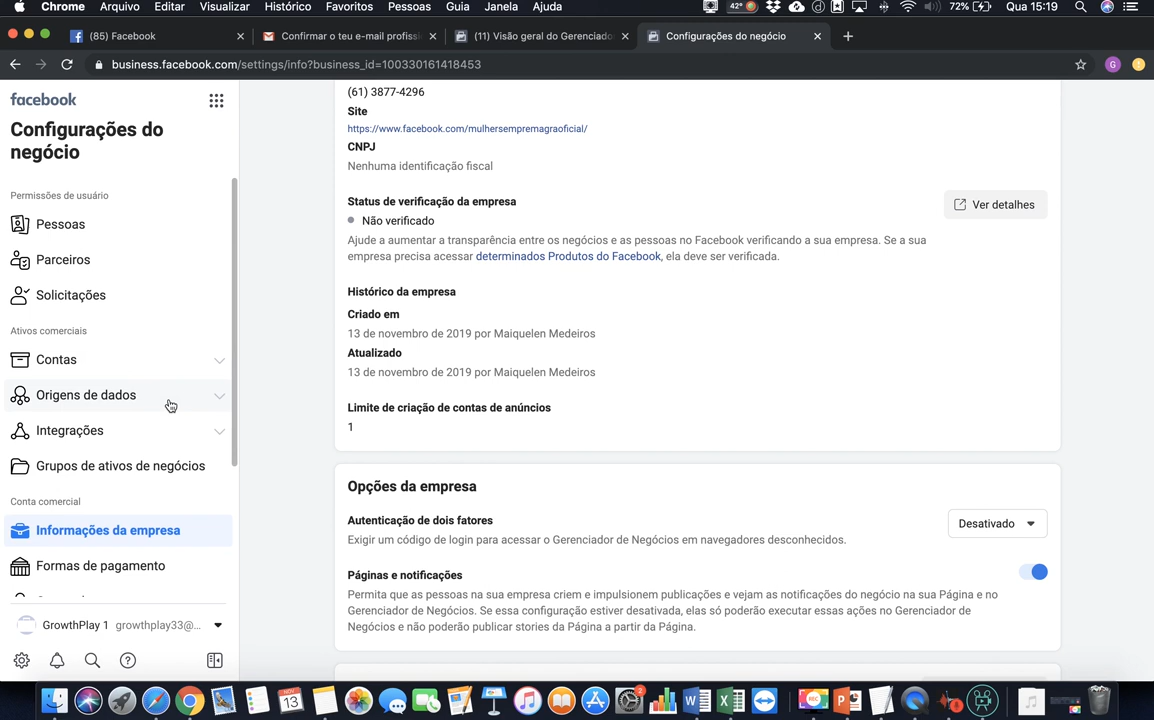 Chrome Arquivo Editar Visualizar Histórico Favoritos Pessoas Guia Janela Ajuda 42° 72% Qua 15:19
(85) Facebook
Confirmar o teu e-mail profiss
(11) Visão geral do Gerenciado
Configurações do negócio
business.facebook.com/settings/info?business_id=100330161418453
G
facebook
Configurações do
negócio
Permissões de usuário
Pessoas
Parceiros
Solicitações
Ativos comerciais
Contas
Origens de dados
Integrações
Grupos de ativos de negócios
Conta comercial
Informações da empresa
Formas de pagamento
GrowthPlay 1 growthplay33@...
(61) 3877-4296
Site
https://www.facebook.com/mulhersempremagraoficial/
CNPJ
Nenhuma identificação fiscal
Status de verificação da empresa
Não verificado
Ver detalhes
Ajude a aumentar a transparência entre os negócios e as pessoas no Facebook verificando a sua empresa. Se a sua
empresa precisa acessar determinados Produtos do Facebook, ela deve ser verificada.
Histórico da empresa
Criado em
13 de novembro de 2019 por Maiquelen Medeiros
Atualizado
13 de novembro de 2019 por Maiquelen Medeiros
Limite de criação de contas de anúncios
1
Opções da empresa
Autenticação de dois fatores
Desativado
Exigir um código de login para acessar o Gerenciador de Negócios em navegadores desconhecidos.
Páginas e notificações
Permita que as pessoas na sua empresa criem e impulsionem publicações e vejam as notificações do negócio na sua Página e no
Gerenciador de Negócios. Se essa configuração estiver desativada, elas só poderão executar essas ações no Gerenciador de
Negócios e não poderão publicar stories da Página a partir da Página.
NOV
13
2
REC